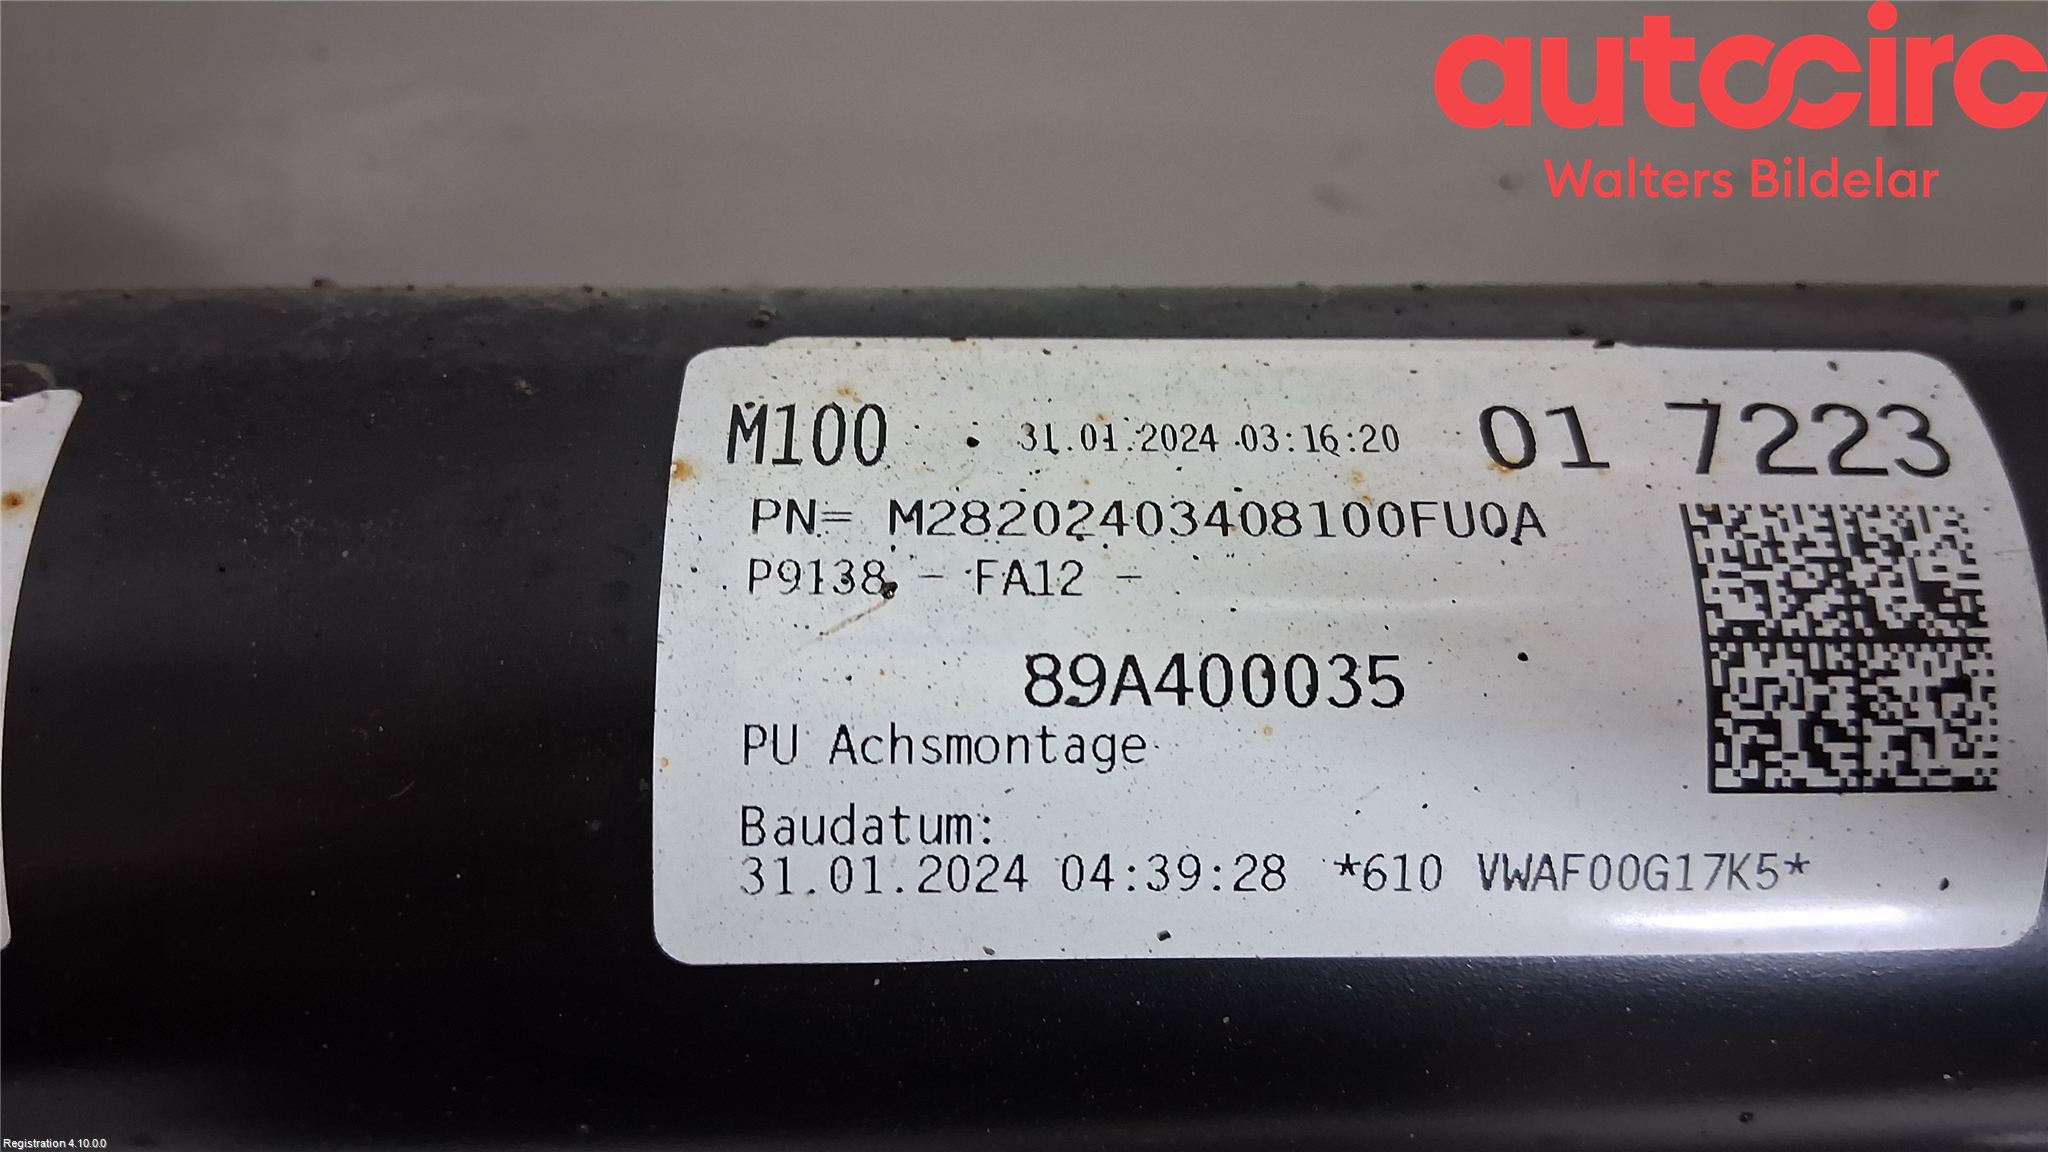 autocirc
Walters Bildelar
M100 31.01.2024 03:16:20 01 7223
PN= M28202403408100FU0A
P9138 - FA12 -
89A400035
PU Achsmontage
Baudatum:
31.01.2024 04:39:28 *610 VWAF00G17K5*
Registration 4.10.0.0